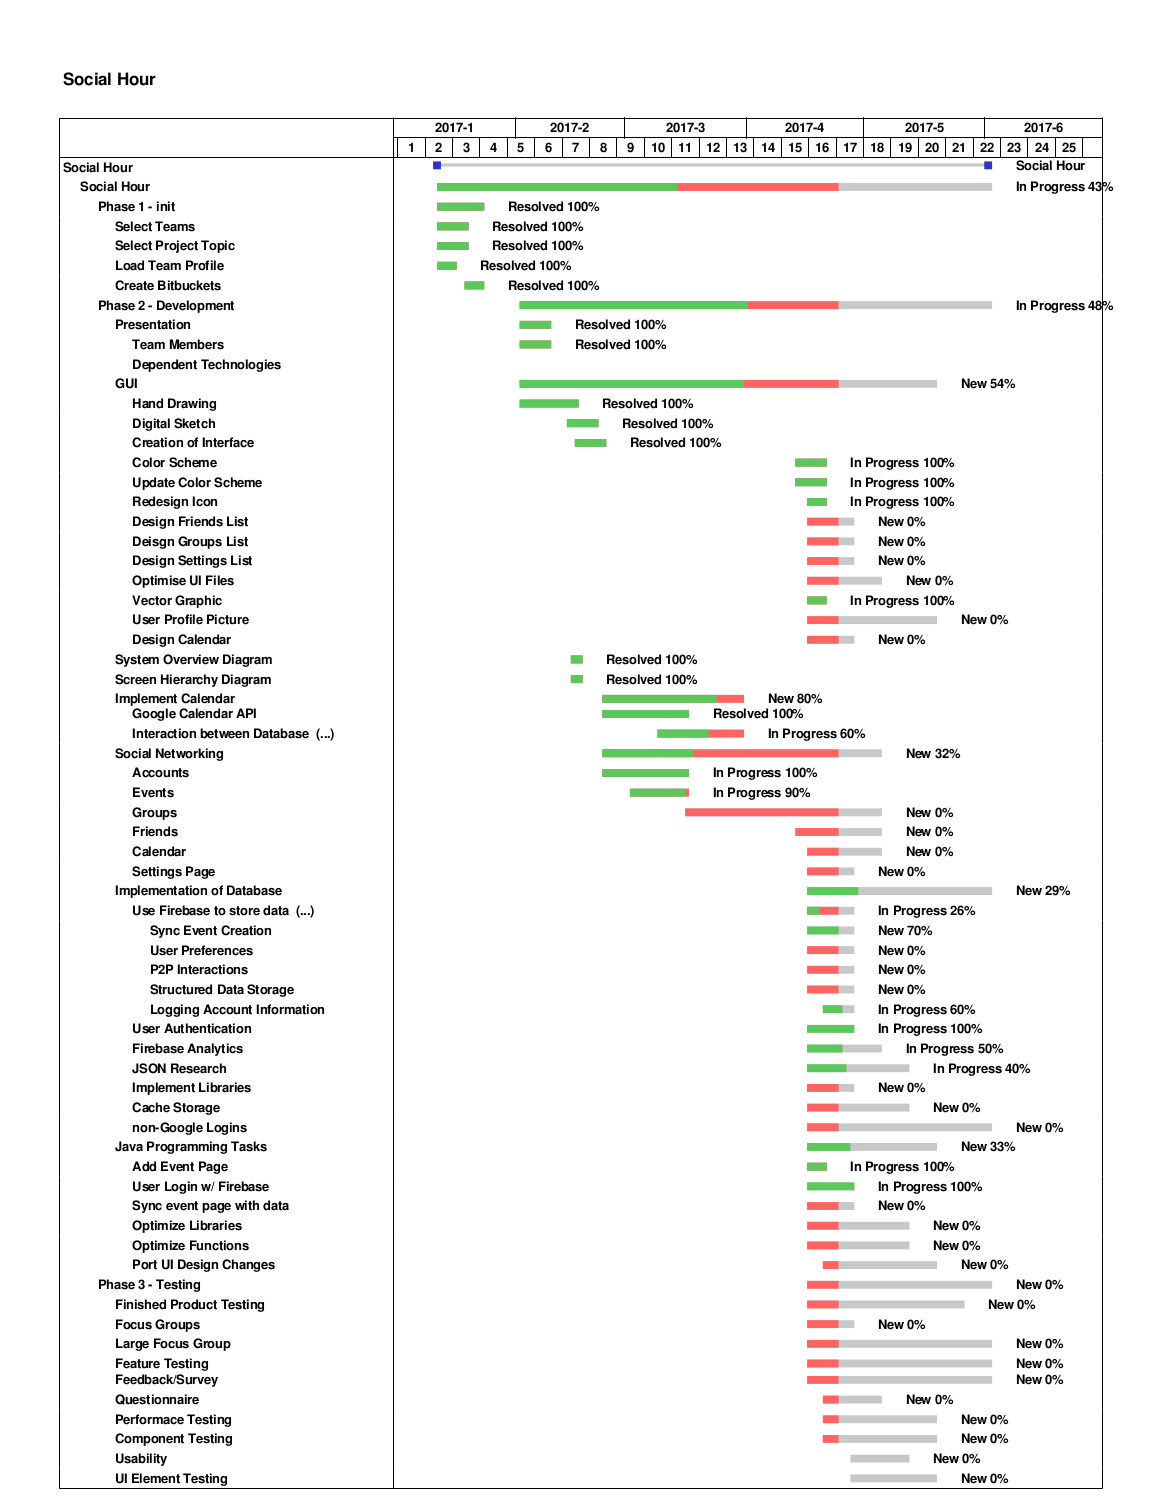 Social Hour
2017-1 2017-2 2017-3 2017-4 2017-5 2017-6
1 2 3 4 5 6 7 8 9 10 11 12 13 14 15 16 17 18 19 20 21 22 23 24 25
Social Hour Social Hour
Social Hour In Progress 43%
Phase 1 - init Resolved 100%
Select Teams Resolved 100%
Select Project Topic Resolved 100%
Load Team Profile Resolved 100%
Create Bitbuckets Resolved 100%
Phase 2 - Development In Progress 48%
Presentation Resolved 100%
Team Members Resolved 100%
Dependent Technologies
GUI New 54%
Hand Drawing Resolved 100%
Digital Sketch Resolved 100%
Creation of Interface Resolved 100%
Color Scheme In Progress 100%
Update Color Scheme In Progress 100%
Redesign Icon In Progress 100%
Design Friends List New 0%
Deisgn Groups List New 0%
Design Settings List New 0%
Optimise UI Files New 0%
Vector Graphic In Progress 100%
User Profile Picture New 0%
Design Calendar New 0%
System Overview Diagram Resolved 100%
Screen Hierarchy Diagram Resolved 100%
Implement Calendar New 80%
Google Calendar API Resolved 100%
Interaction between Database (...) In Progress 60%
Social Networking New 32%
Accounts In Progress 100%
Events In Progress 90%
Groups New 0%
Friends New 0%
Calendar New 0%
Settings Page New 0%
Implementation of Database New 29%
Use Firebase to store data (...) In Progress 26%
Sync Event Creation New 70%
User Preferences New 0%
P2P Interactions New 0%
Structured Data Storage New 0%
Logging Account Information In Progress 60%
User Authentication In Progress 100%
Firebase Analytics In Progress 50%
JSON Research In Progress 40%
Implement Libraries New 0%
Cache Storage New 0%
non-Google Logins New 0%
Java Programming Tasks New 33%
Add Event Page In Progress 100%
User Login w/ Firebase In Progress 100%
Sync event page with data New 0%
Optimize Libraries New 0%
Optimize Functions New 0%
Port UI Design Changes New 0%
Phase 3 - Testing New 0%
Finished Product Testing New 0%
Focus Groups New 0%
Large Focus Group New 0%
Feature Testing New 0%
Feedback/Survey New 0%
Questionnaire New 0%
Performace Testing New 0%
Component Testing New 0%
Usability New 0%
UI Element Testing New 0%